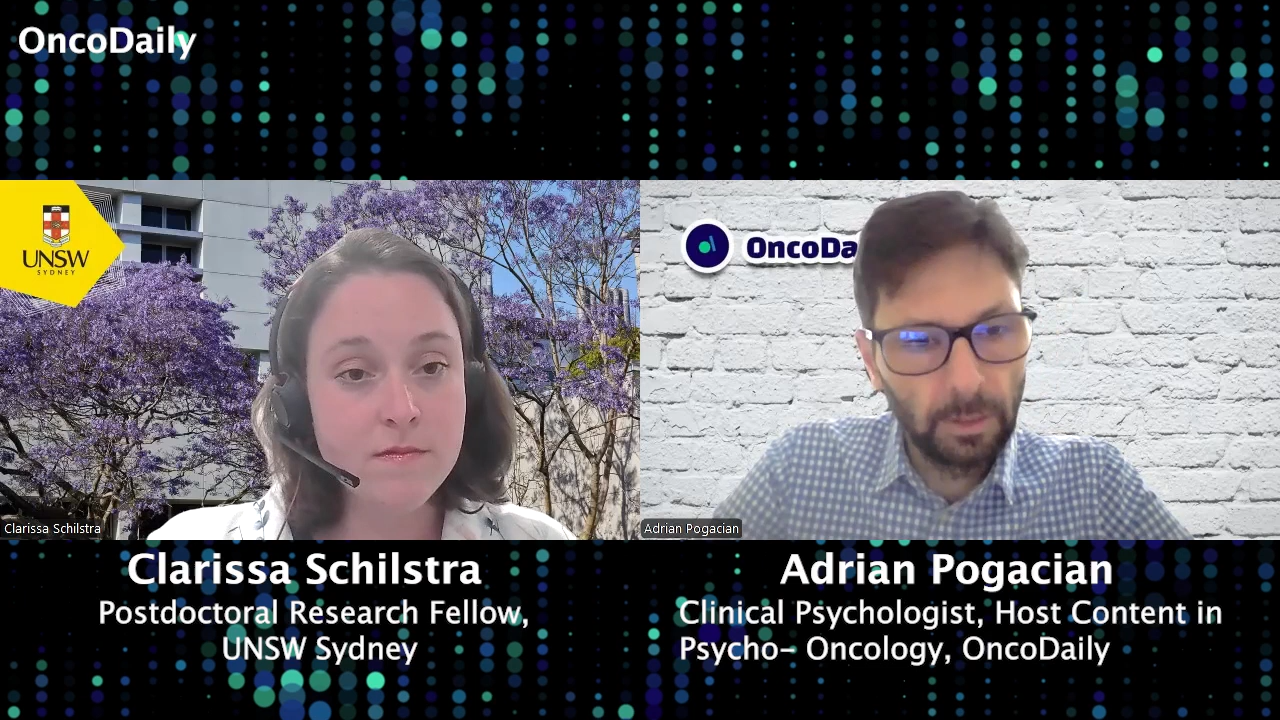 OncoDaily
UNSW
SYDNEY
OncoDa
Clarissa Schilstra
Adrian Pogacian
Clarissa Schilstra
Postdoctoral Research Fellow,
UNSW Sydney
Adrian Pogacian
Clinical Psychologist, Host Content in
Psycho– Oncology, OncoDaily